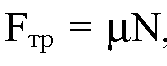 Fтр = μN,